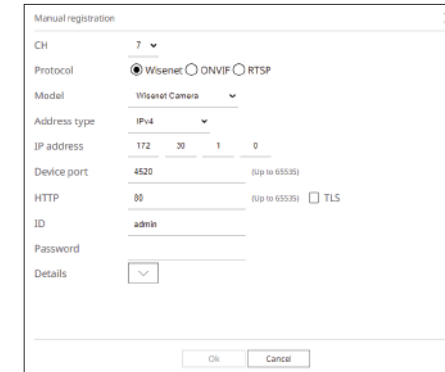 Manual registration
CH 7
Protocol Wisenet ONVIF RTSP
Model Wisenet Camera
Address type IPv4
IP address 172 30 1 0
Device port 4520 (Up to 65535)
HTTP 80 (Up to 65535) TLS
ID admin
Password
Details
Ok Cancel